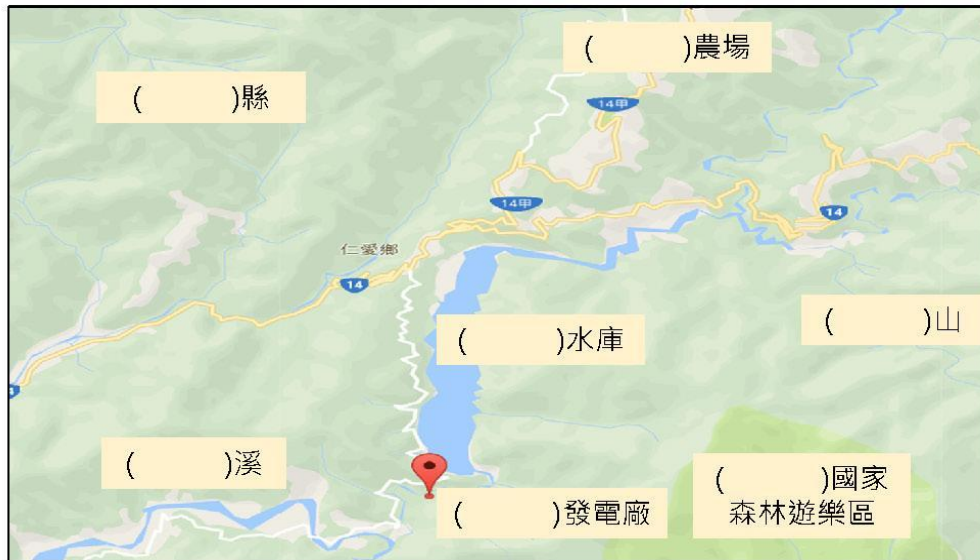 (          )農場
(          )縣
14甲
14甲
14
仁愛鄉
14
(          )水庫
(          )山
(          )溪
(          )發電廠
(          )國家
森林遊樂區